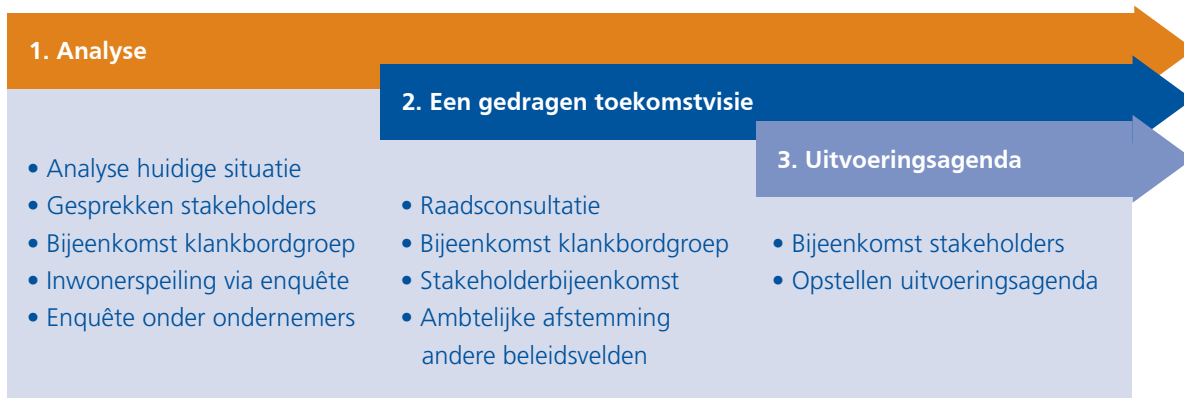 1. Analyse
• Analyse huidige situatie
• Gesprekken stakeholders
• Bijeenkomst klankbordgroep
• Inwonerspeiling via enquête
• Enquête onder ondernemers
2. Een gedragen toekomstvisie
• Raadsconsultatie
• Bijeenkomst klankbordgroep
• Stakeholderbijeenkomst
• Ambtelijke afstemming
andere beleidsvelden
3. Uitvoeringsagenda
• Bijeenkomst stakeholders
• Opstellen uitvoeringsagenda